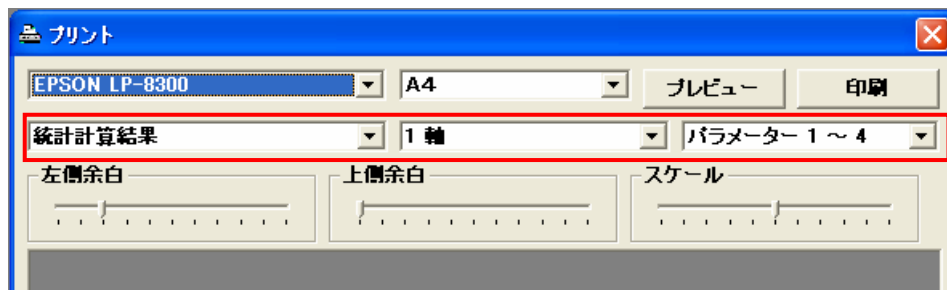 プリント
EPSON LP-8300 A4 プレビュー 印刷
統計計算結果 1 軸 パラメーター 1 ～ 4
左側余白 上側余白 スケール